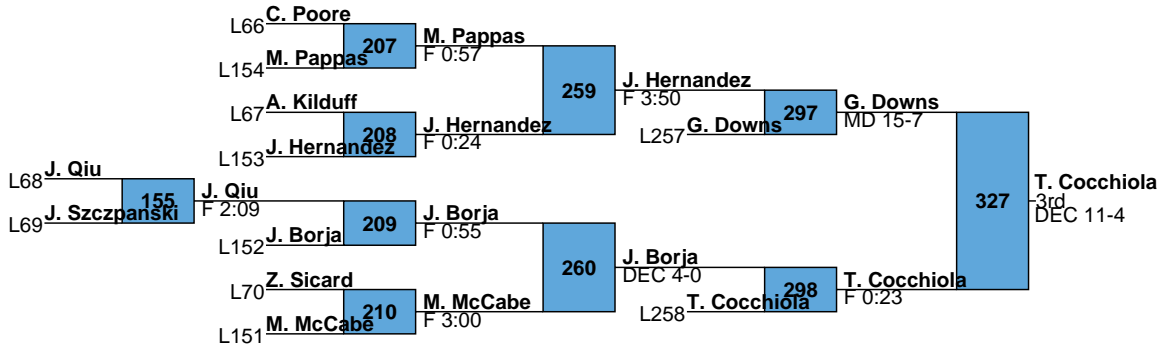 C. Poore
L66
207
M. Pappas
F 0:57
M. Pappas
L154
259
J. Hernandez
F 3:50
A. Kilduff
L67
208
J. Hernandez
F 0:24
J. Hernandez
L153
297
G. Downs
MD 15-7
G. Downs
L257
J. Qiu
L68
155
J. Qiu
F 2:09
J. Szczpanski
L69
209
J. Borja
F 0:55
J. Borja
L152
327
T. Cocchiola
3rd
DEC 11-4
260
J. Borja
DEC 4-0
Z. Sicard
L70
210
M. McCabe
F 3:00
M. McCabe
L151
298
T. Cocchiola
F 0:23
T. Cocchiola
L258